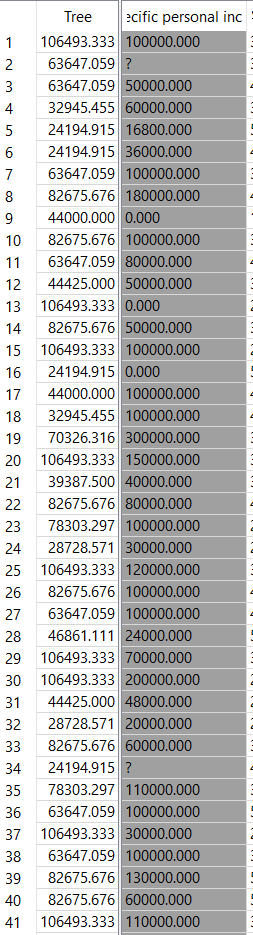 Tree ecific personal inc
1 106493.333 100000.000
2 63647.059 ?
3 63647.059 50000.000
4 32945.455 60000.000
5 24194.915 16800.000
6 24194.915 36000.000
7 63647.059 100000.000
8 82675.676 180000.000
9 44000.000 0.000
10 82675.676 100000.000
11 63647.059 80000.000
12 44425.000 50000.000
13 106493.333 0.000
14 82675.676 50000.000
15 106493.333 100000.000
16 24194.915 0.000
17 44000.000 100000.000
18 32945.455 100000.000
19 70326.316 300000.000
20 106493.333 150000.000
21 39387.500 40000.000
22 82675.676 80000.000
23 78303.297 100000.000
24 28728.571 30000.000
25 106493.333 120000.000
26 82675.676 100000.000
27 63647.059 100000.000
28 46861.111 24000.000
29 106493.333 70000.000
30 106493.333 200000.000
31 44425.000 48000.000
32 28728.571 20000.000
33 82675.676 60000.000
34 24194.915 ?
35 78303.297 110000.000
36 63647.059 100000.000
37 106493.333 30000.000
38 63647.059 100000.000
39 82675.676 130000.000
40 82675.676 60000.000
41 106493.333 110000.000